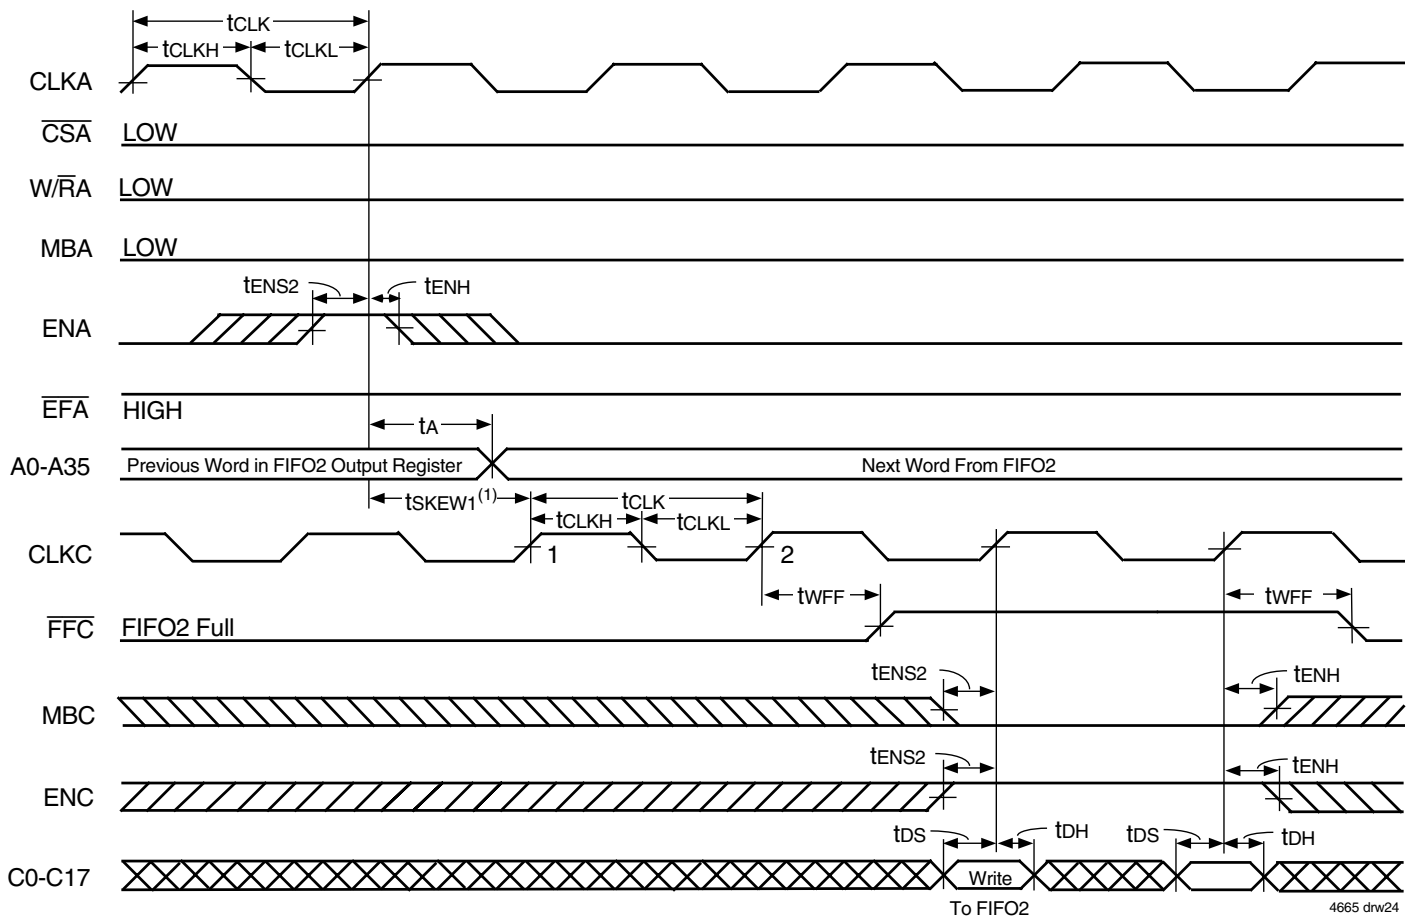 tCLK
tCLKH tCLKL
CLKA
CSA LOW
W/RA LOW
MBA LOW
tENS2 tENH
ENA
EFA HIGH
tA
A0-A35 Previous Word in FIFO2 Output Register Next Word From FIFO2
tSKEW1(1) tCLK
tCLKH tCLKL
CLKC 1 2
tWFF tWFF
FFC FIFO2 Full
tENS2 tENH
MBC
tENS2 tENH
ENC
tDS tDH tDS tDH
C0-C17 Write
To FIFO2 4665 drw24